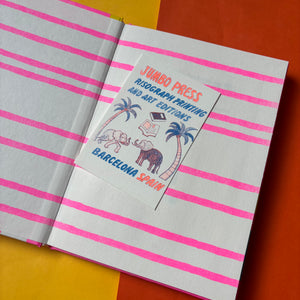 JUMBO PRESS
RISOGRAPH PRINTING
AND ART EDITIONS
BARCELONA SPAIN